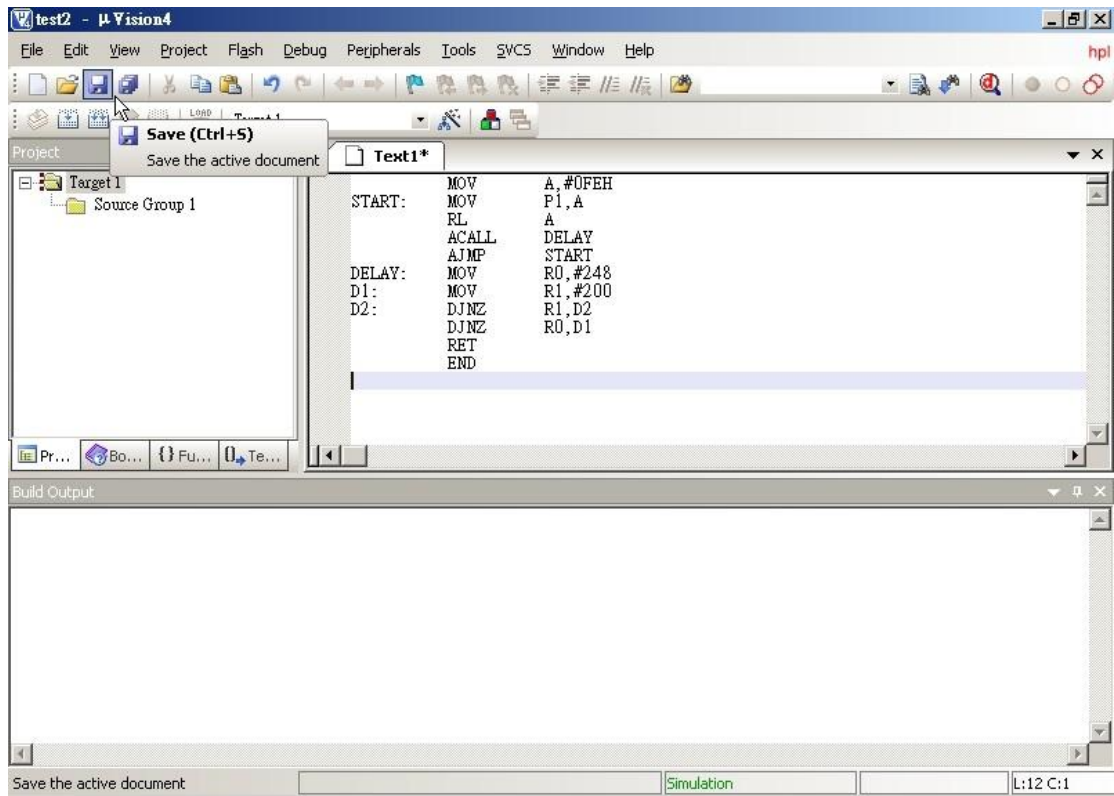 test2 - µVision4
File Edit View Project Flash Debug Peripherals Tools SVCS Window Help
hpl
Save (Ctrl+S)
Save the active document
Project
Text1*
Target 1
Source Group 1
MOV A,#0FEH
START: MOV P1,A
RL A
ACALL DELAY
AJMP START
DELAY: MOV R0,#248
D1: MOV R1,#200
D2: DJNZ R1,D2
DJNZ R0,D1
RET
END
Pr... Bo... {} Fu... Te...
Build Output
Save the active document Simulation L:12 C:1